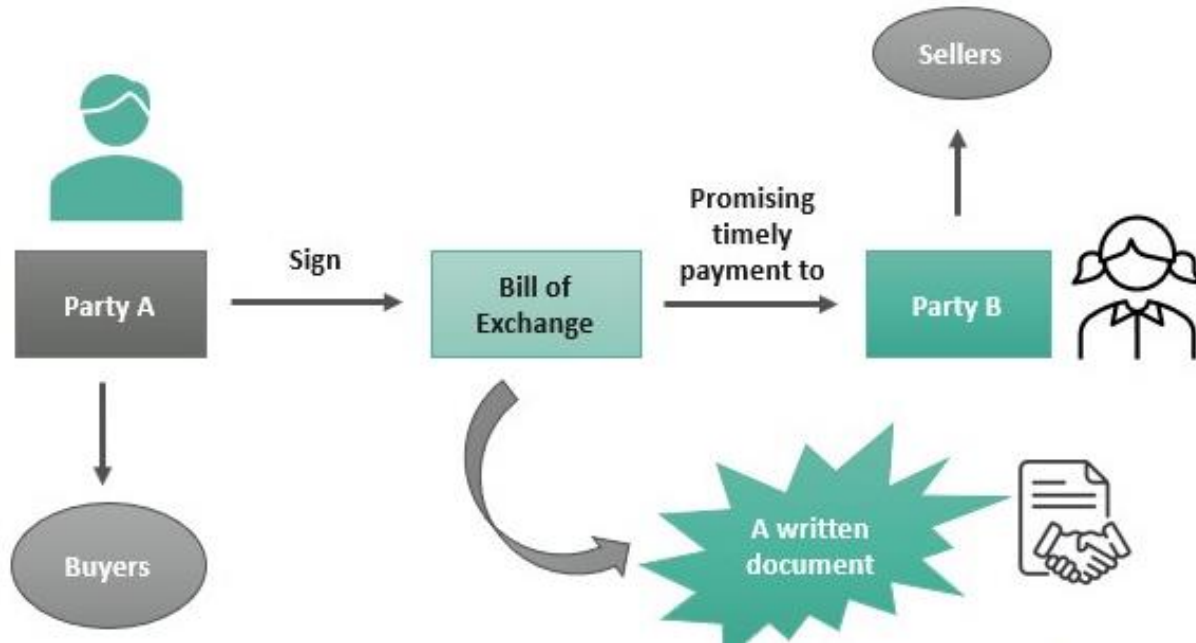 Sellers
Promising
timely
payment to
Sign
Party A
Bill of
Exchange
Party B
Buyers
A written
document